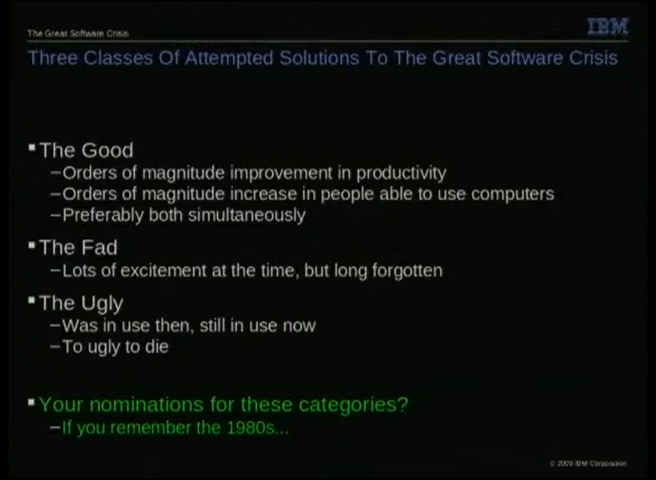 The Great Software Crisis
IBM
Three Classes Of Attempted Solutions To The Great Software Crisis
▪The Good
–Orders of magnitude improvement in productivity
–Orders of magnitude increase in people able to use computers
–Preferably both simultaneously
▪The Fad
–Lots of excitement at the time, but long forgotten
▪The Ugly
–Was in use then, still in use now
–To ugly to die
▪Your nominations for these categories?
–If you remember the 1980s...
© 2009 IBM Corporation